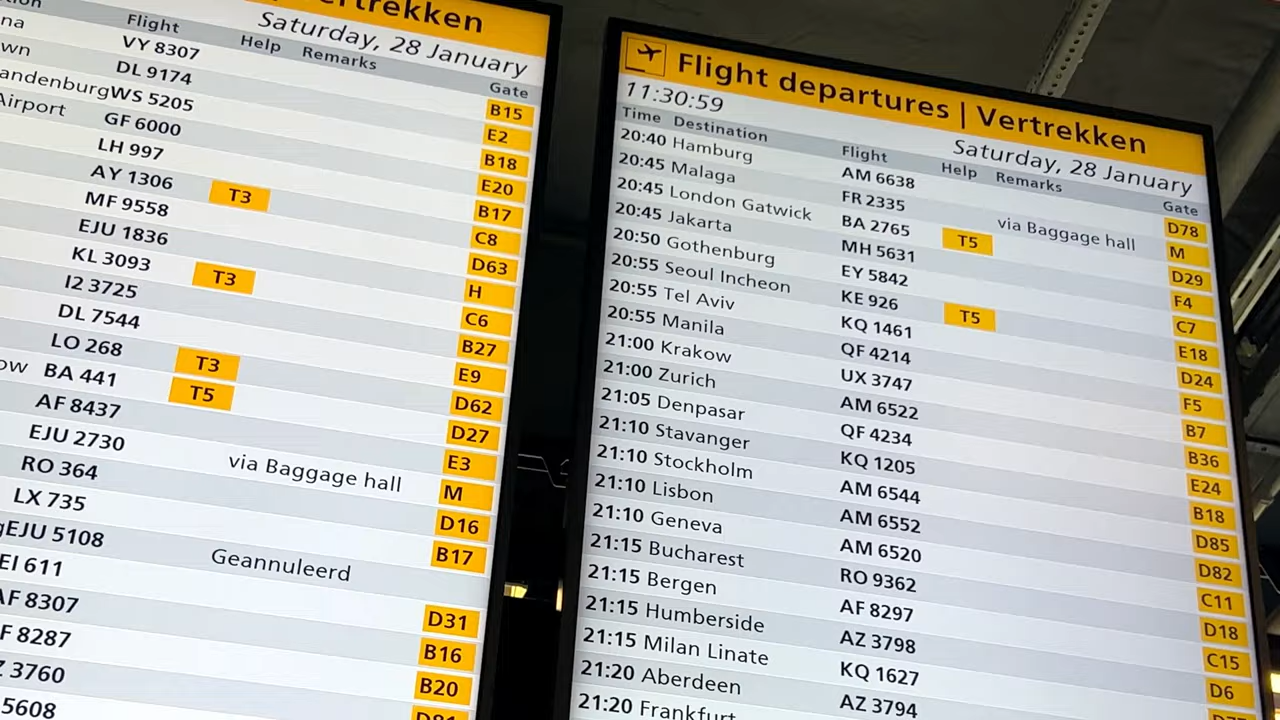 Vertrekken
Saturday, 28 January
Flight Help Remarks Gate
VY 8307 B15
DL 9174 E2
WS 5205 B18
Airport GF 6000 E20
LH 997 B17
AY 1306 T3 C8
MF 9558 D63
EJU 1836 H
KL 3093 T3 C6
I2 3725 B27
DL 7544 E9
LO 268 T3 D62
BA 441 T5 D27
AF 8437 E3
EJU 2730 via Baggage hall M
RO 364 D16
LX 735 B17
EJU 5108 Geannuleerd
EI 611 D31
AF 8307 B16
8287 B20
3760
5608
Flight departures | Vertrekken
11:30:59 Saturday, 28 January
Time Destination Flight Help Remarks Gate
20:40 Hamburg AM 6638 D78
20:45 Malaga FR 2335 via Baggage hall M
20:45 London Gatwick BA 2765 T5 D29
20:45 Jakarta MH 5631 F4
20:50 Gothenburg EY 5842 C7
20:55 Seoul Incheon KE 926 T5 E18
20:55 Tel Aviv KQ 1461 D24
20:55 Manila QF 4214 F5
21:00 Krakow UX 3747 B7
21:00 Zurich AM 6522 B36
21:05 Denpasar QF 4234 E24
21:10 Stavanger KQ 1205 B18
21:10 Stockholm AM 6544 D85
21:10 Lisbon AM 6552 D82
21:10 Geneva AM 6520 C11
21:15 Bucharest RO 9362 D18
21:15 Bergen AF 8297 C15
21:15 Humberside AZ 3798 D6
21:15 Milan Linate KQ 1627
21:20 Aberdeen AZ 3794
21:20 Frankfurt